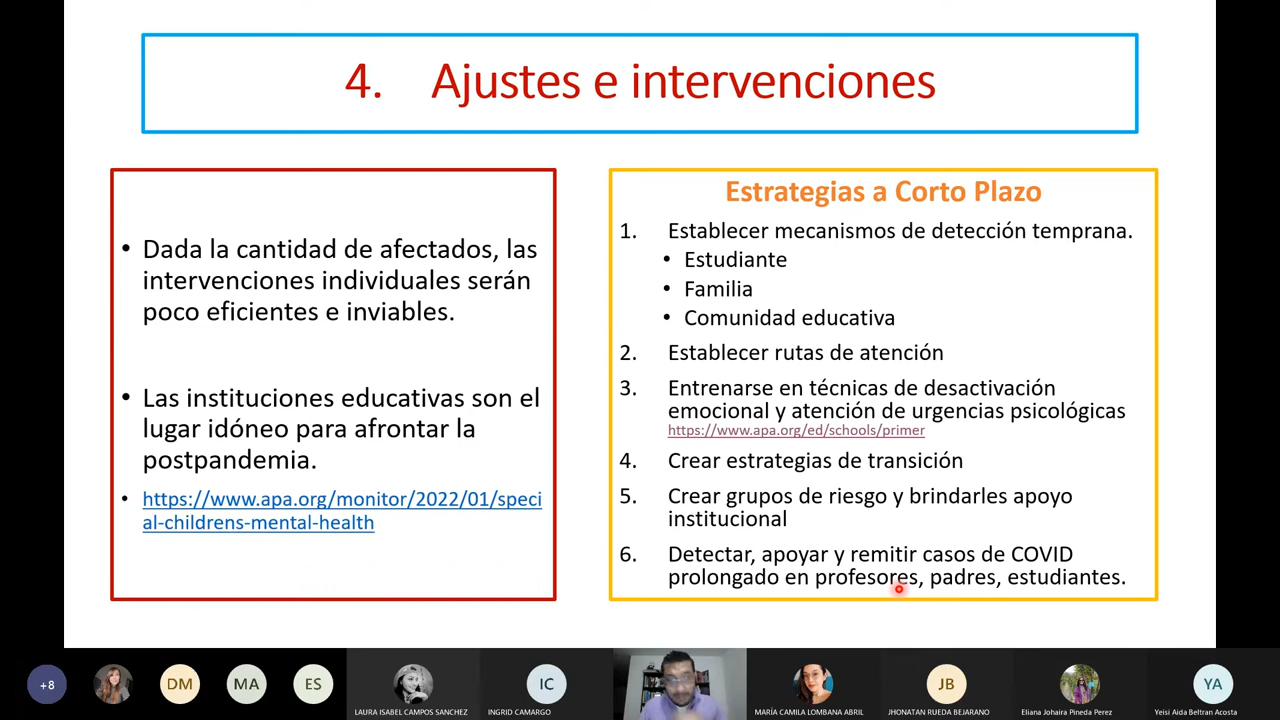 4. Ajustes e intervenciones
• Dada la cantidad de afectados, las
intervenciones individuales serán
poco eficientes e inviables.
• Las instituciones educativas son el
lugar idóneo para afrontar la
postpandemia.
• https://www.apa.org/monitor/2022/01/speci
al-childrens-mental-health
Estrategias a Corto Plazo
1. Establecer mecanismos de detección temprana.
• Estudiante
• Familia
• Comunidad educativa
2. Establecer rutas de atención
3. Entrenarse en técnicas de desactivación
emocional y atención de urgencias psicológicas
https://www.apa.org/ed/schools/primer
4. Crear estrategias de transición
5. Crear grupos de riesgo y brindarles apoyo
institucional
6. Detectar, apoyar y remitir casos de COVID
prolongado en profesores, padres, estudiantes.
+8
DM
MA
ES
LAURA ISABEL CAMPOS SANCHEZ
IC
INGRID CAMARGO
MARÍA CAMILA LOMBANA ABRIL
JB
JHONATAN RUEDA BEJARANO
Eliana Johaira Pineda Perez
YA
Yeisi Aida Beltran Acosta